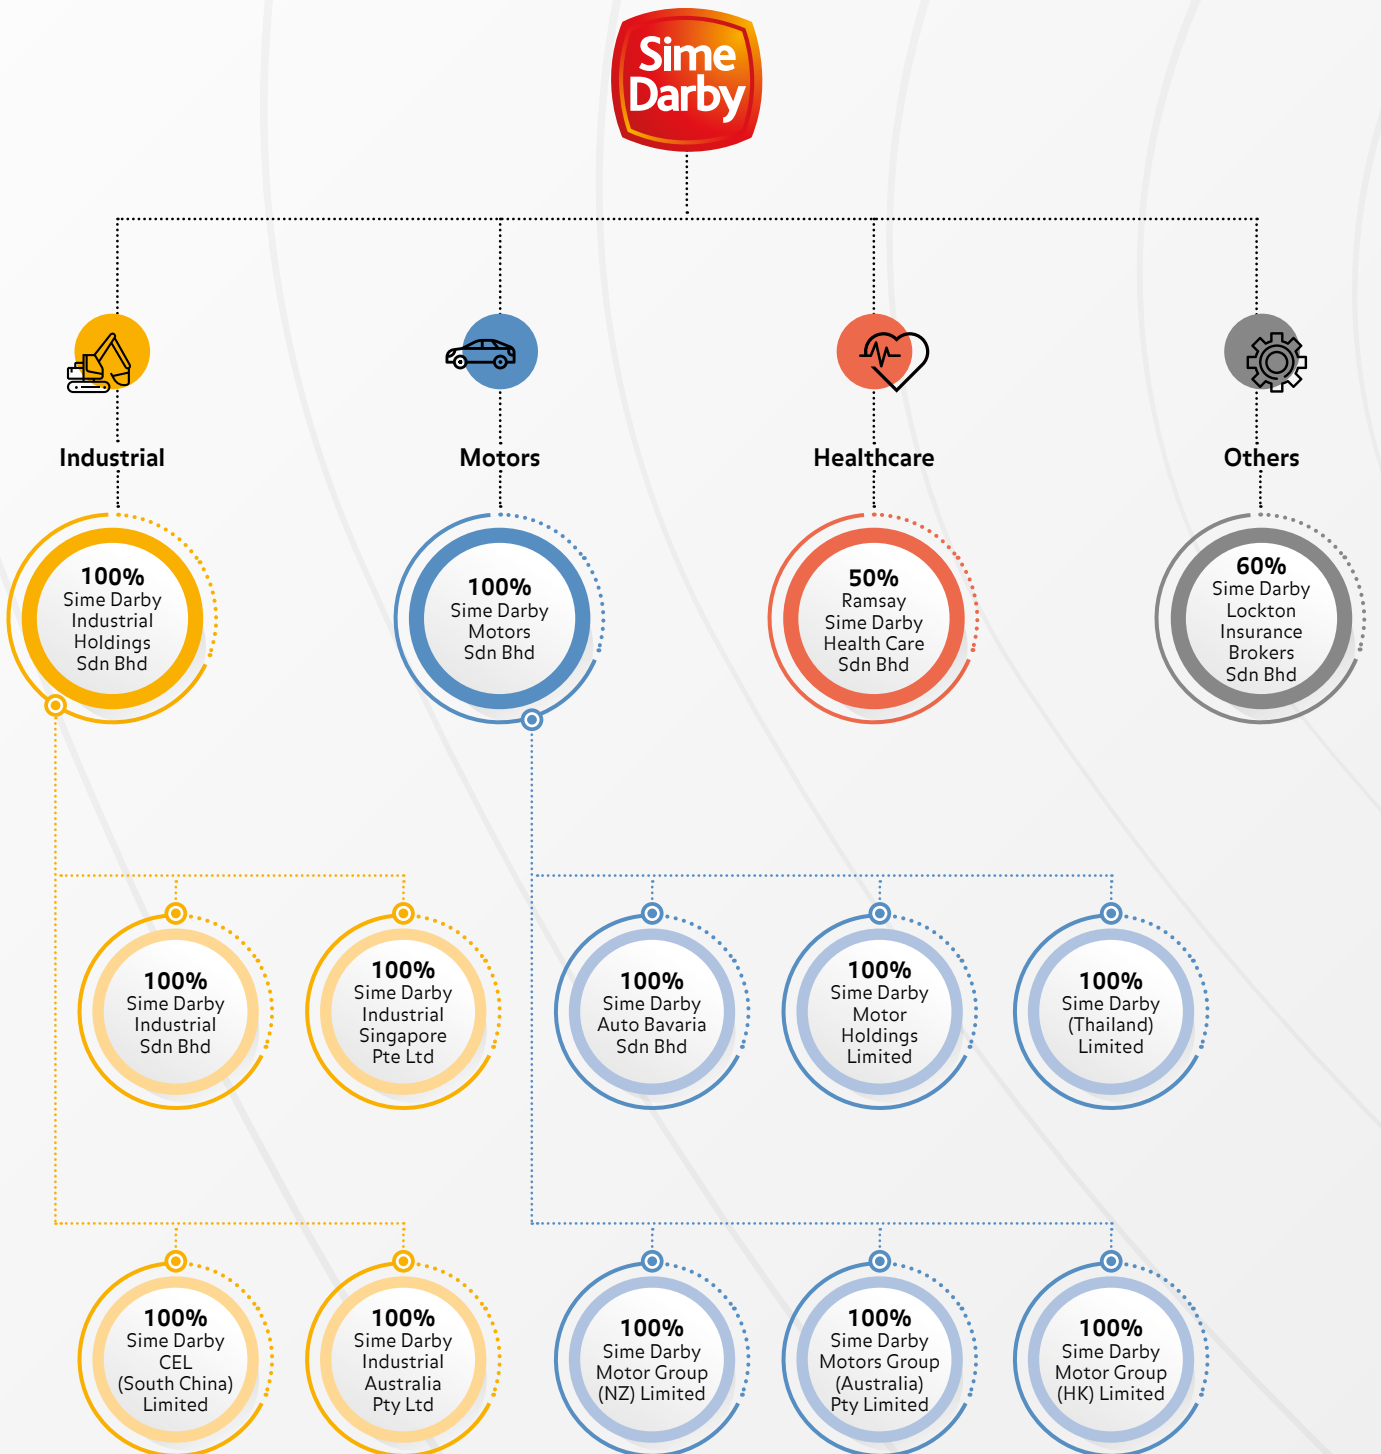 Sime
Darby
Industrial
Motors
Healthcare
Others
100%
Sime Darby
Industrial
Holdings
Sdn Bhd
100%
Sime Darby
Motors
Sdn Bhd
50%
Ramsay
Sime Darby
Health Care
Sdn Bhd
60%
Sime Darby
Lockton
Insurance
Brokers
Sdn Bhd
100%
Sime Darby
Industrial
Sdn Bhd
100%
Sime Darby
Industrial
Singapore
Pte Ltd
100%
Sime Darby
Auto Bavaria
Sdn Bhd
100%
Sime Darby
Motor
Holdings
Limited
100%
Sime Darby
(Thailand)
Limited
100%
Sime Darby
CEL
(South China)
Limited
100%
Sime Darby
Industrial
Australia
Pty Ltd
100%
Sime Darby
Motor Group
(NZ) Limited
100%
Sime Darby
Motors Group
(Australia)
Pty Limited
100%
Sime Darby
Motor Group
(HK) Limited